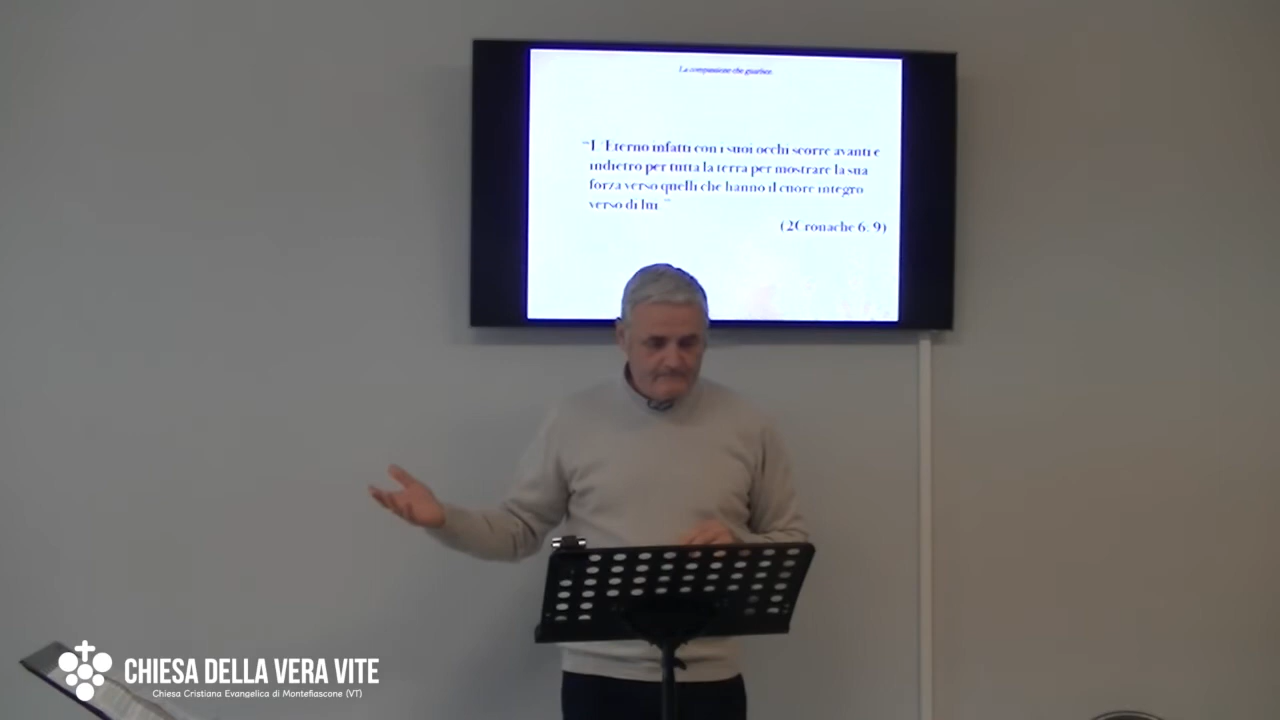 La compassione che guarisce.
"L'Eterno infatti con i suoi occhi scorre avanti e
indietro per tutta la terra per mostrare la sua
forza verso quelli che hanno il cuore integro
verso di lui."
(2Cronache 6. 9)
CHIESA DELLA VERA VITE
Chiesa Cristiana Evangelica di Montefiascone (VT)